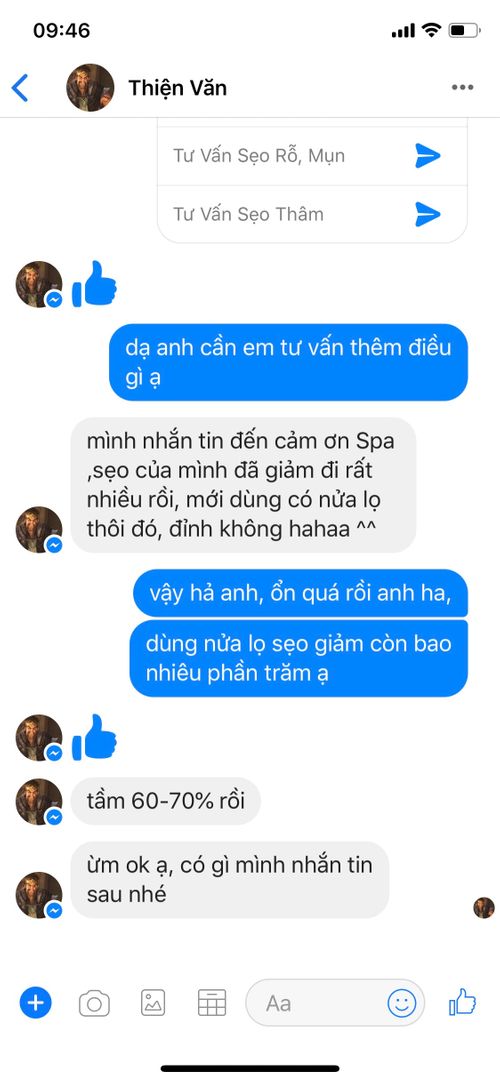 09:46
Thiện Văn
Tư Vấn Sẹo Rỗ, Mụn
Tư Vấn Sẹo Thâm
dạ anh cần em tư vấn thêm điều
gì ạ
mình nhắn tin đến cảm ơn Spa
,sẹo của mình đã giảm đi rất
nhiều rồi, mới dùng có nửa lọ
thôi đó, đỉnh không hahaa ^^
vậy hả anh, ổn quá rồi anh ha,
dùng nửa lọ sẹo giảm còn bao
nhiêu phần trăm ạ
tầm 60-70% rồi
ừm ok ạ, có gì mình nhắn tin
sau nhé
Aa